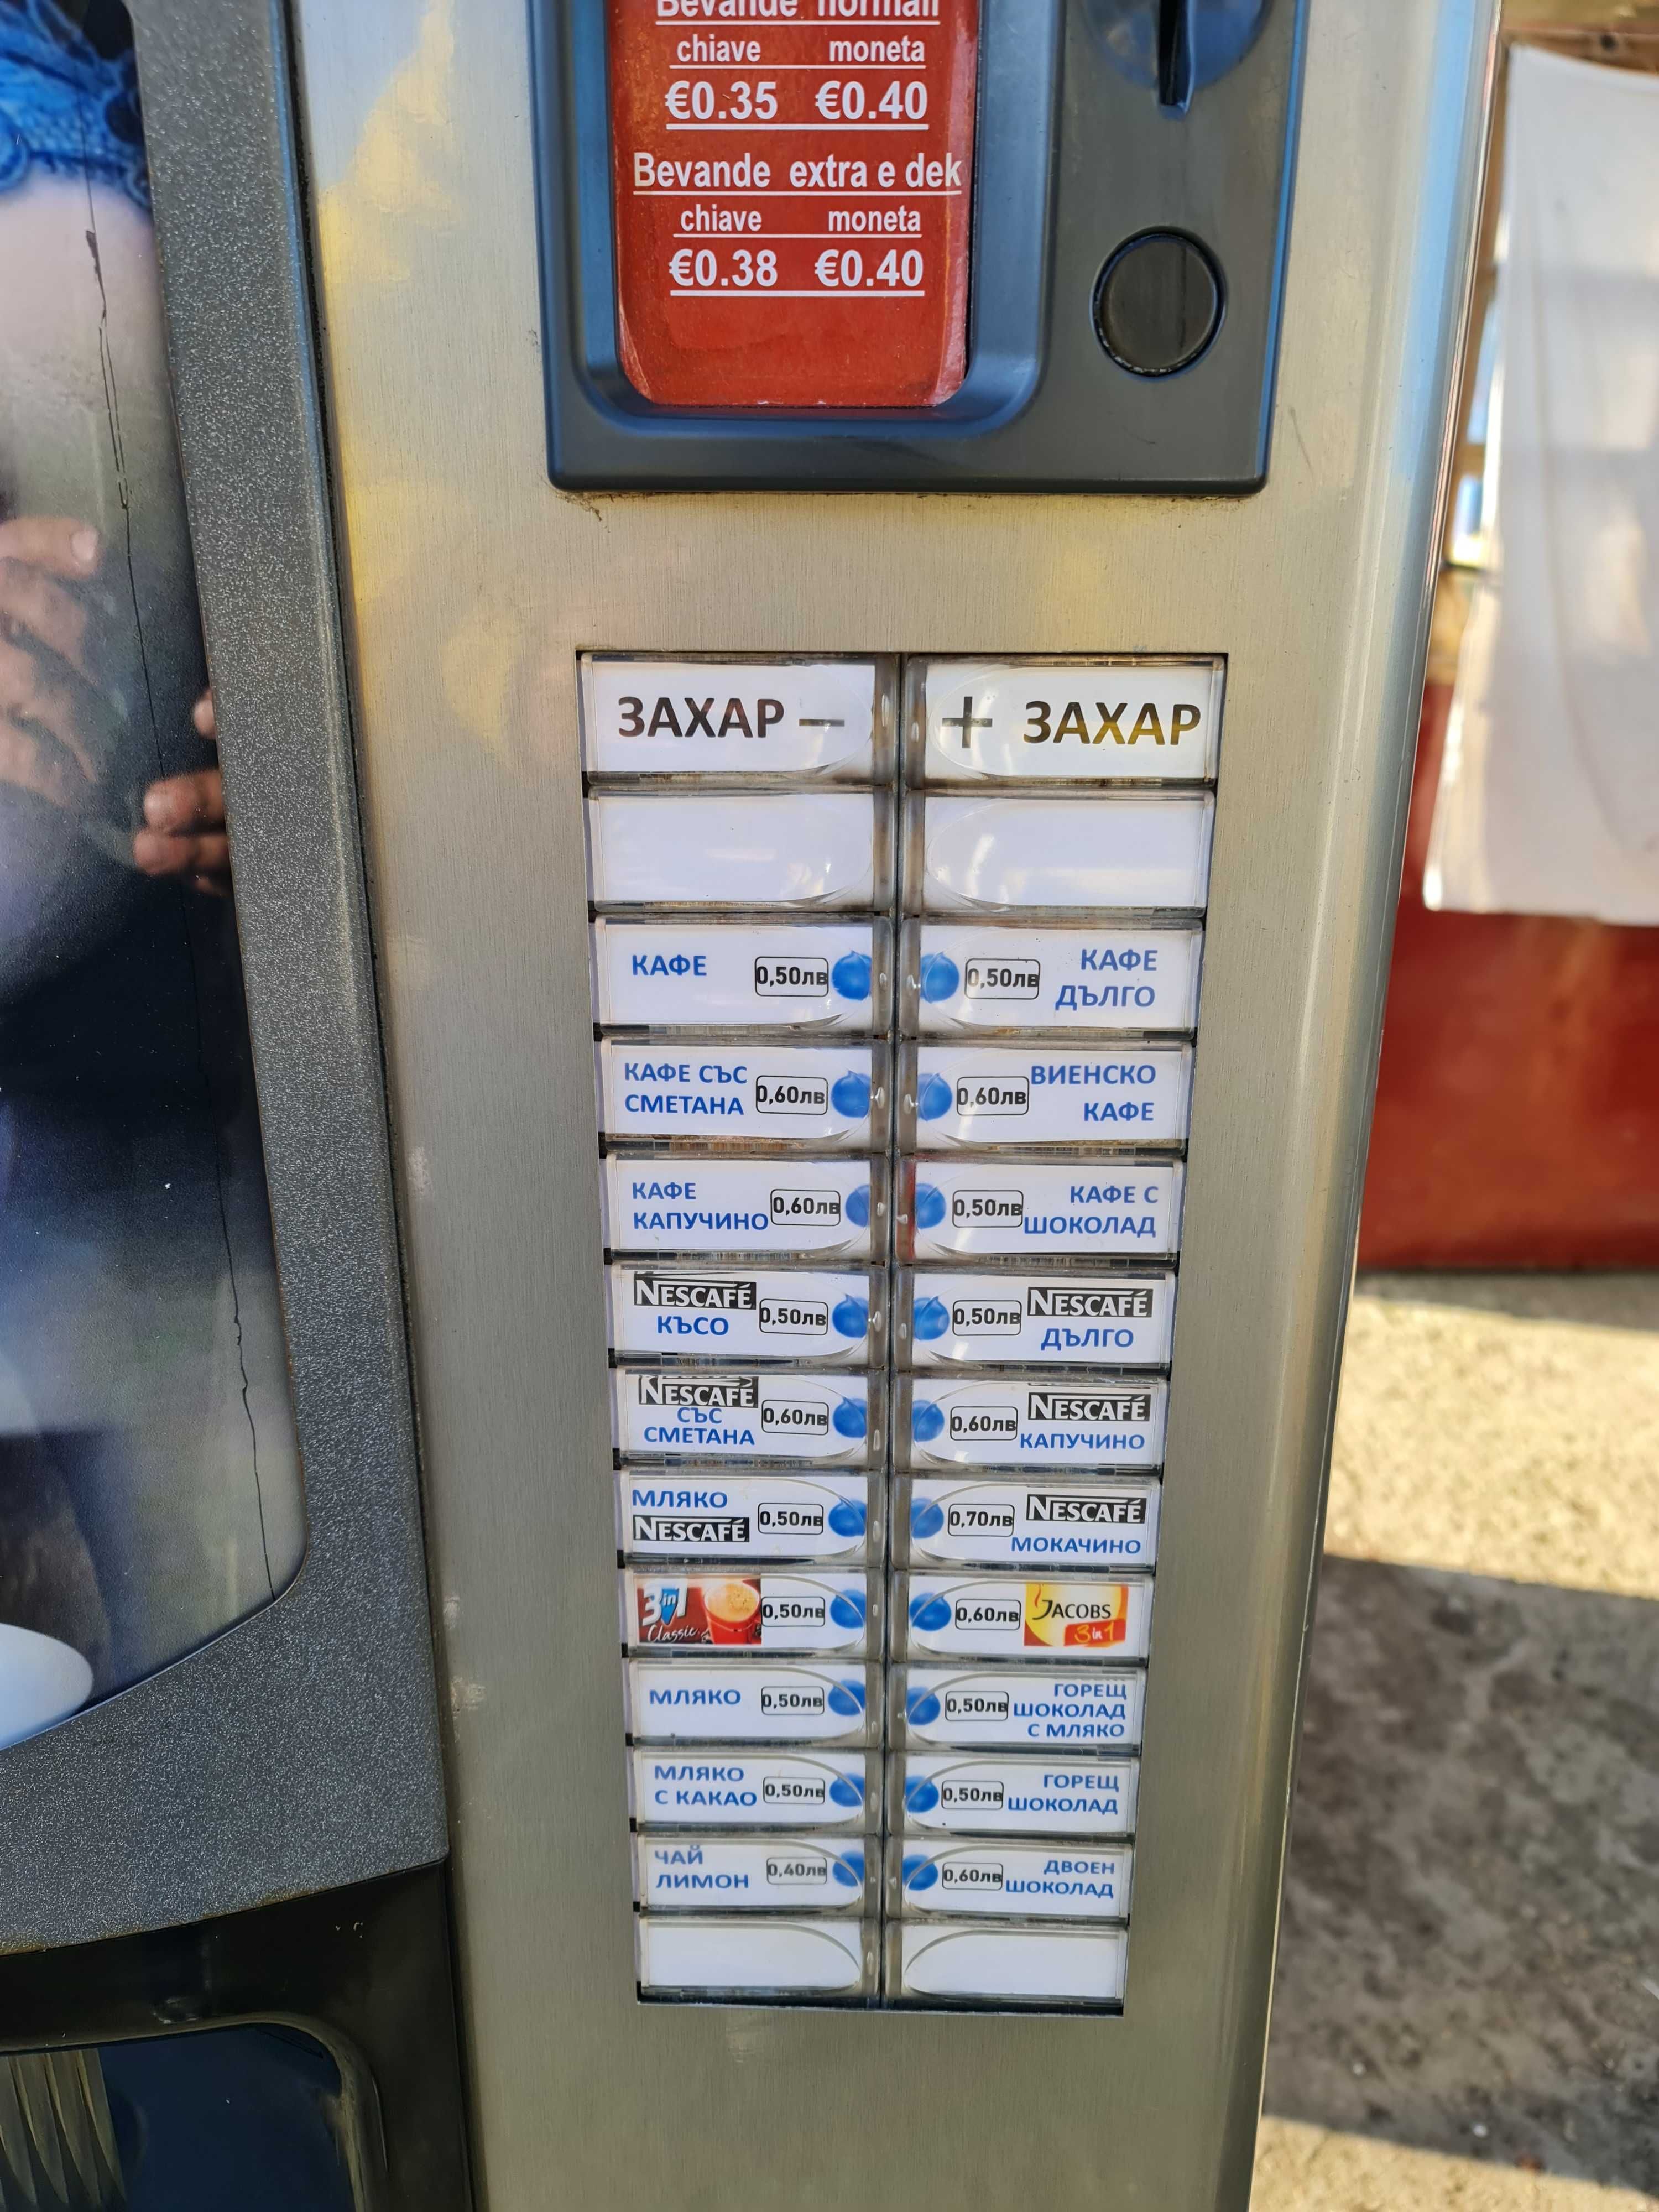 Bevande normali
chiave moneta
€0.35 €0.40
Bevande extra e dek
chiave moneta
€0.38 €0.40
ЗАХАР –
+ ЗАХАР
КАФЕ 0,50лв
0,50лв КАФЕ
ДЪЛГО
КАФЕ СЪС
СМЕТАНА 0,60лв
0,60лв ВИЕНСКО
КАФЕ
КАФЕ
КАПУЧИНО 0,60лв
0,50лв КАФЕ С
ШОКОЛАД
NESCAFÉ
КЪСО 0,50лв
0,50лв NESCAFÉ
ДЪЛГО
NESCAFÉ
СЪС
СМЕТАНА 0,60лв
0,60лв NESCAFÉ
КАПУЧИНО
МЛЯКО
NESCAFÉ 0,50лв
0,70лв NESCAFÉ
МОКАЧИНО
3in1
Classic 0,50лв
0,60лв JACOBS
3in1
МЛЯКО 0,50лв
0,50лв ГОРЕЩ
ШОКОЛАД
С МЛЯКО
МЛЯКО
С КАКАО 0,50лв
0,50лв ГОРЕЩ
ШОКОЛАД
ЧАЙ
ЛИМОН 0,40лв
0,60лв ДВОЕН
ШОКОЛАД